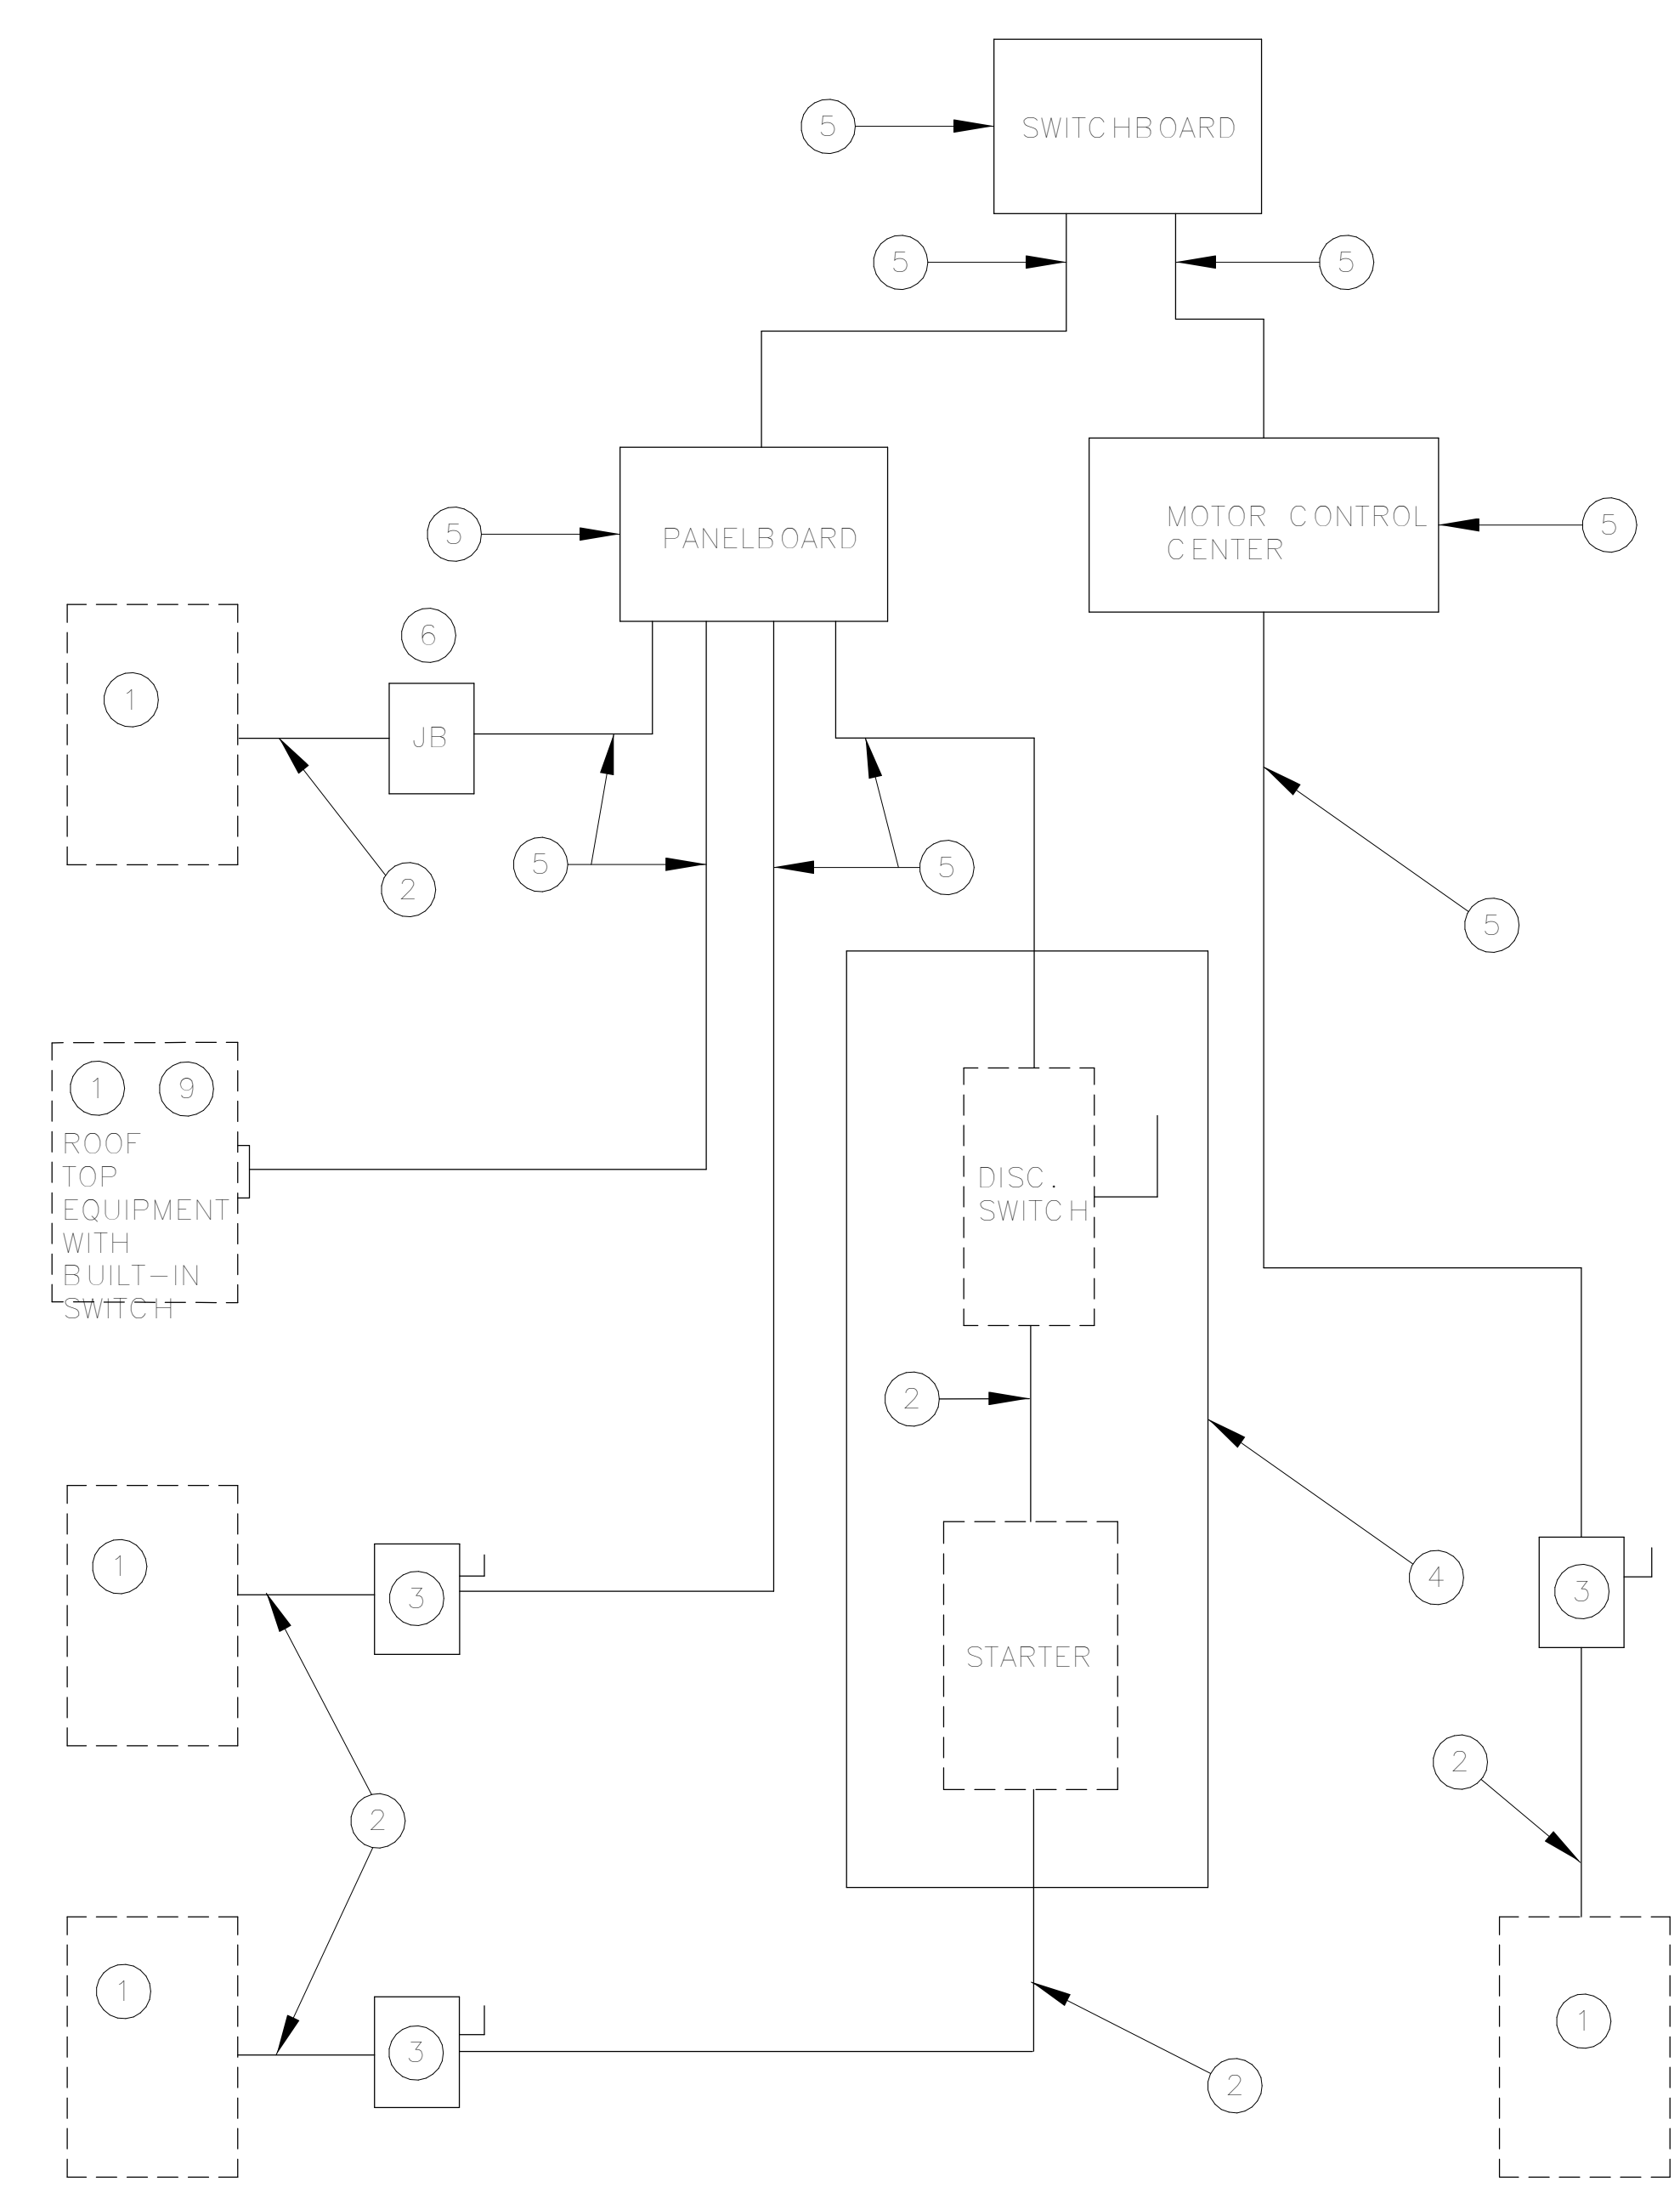 5
SWITCHBOARD
5
5
5
PANELBOARD
MOTOR CONTROL
CENTER
5
6
1
JB
5
5
2
5
1
9
ROOF
TOP
EQUIPMENT
WITH
BUILT-IN
SWITCH
DISC.
SWITCH
2
1
3
4
3
STARTER
2
2
1
3
2
1